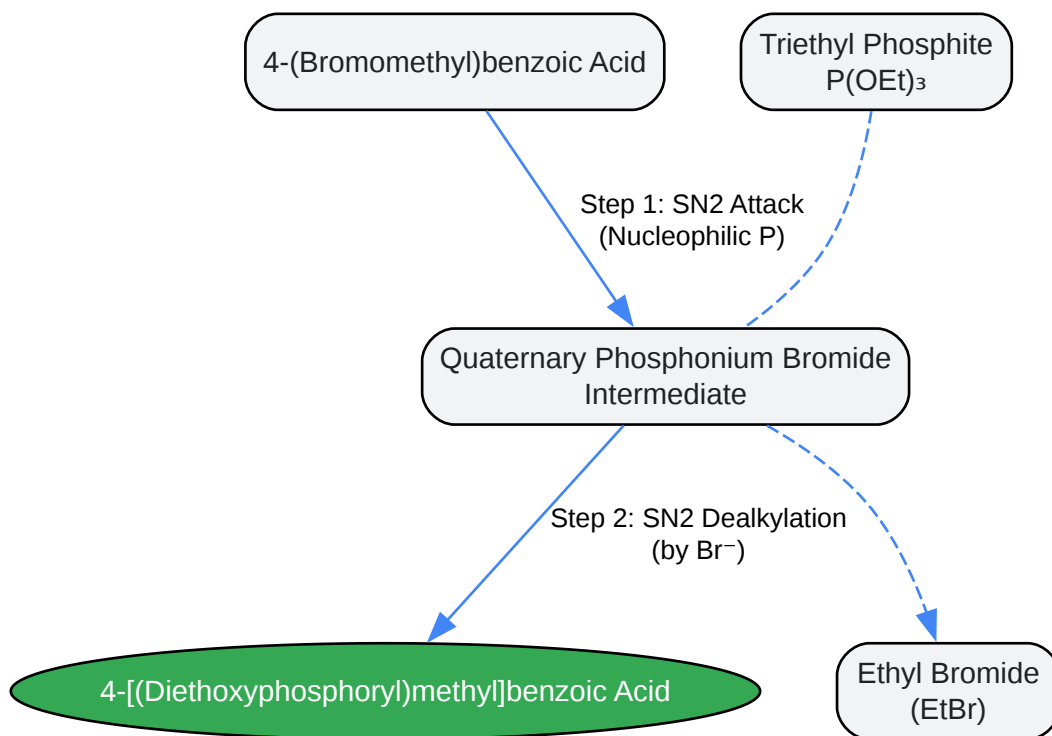 4-(Bromomethyl)benzoic Acid
Triethyl Phosphite
P(OEt)₃
Step 1: SN2 Attack
(Nucleophilic P)
Quaternary Phosphonium Bromide
Intermediate
Step 2: SN2 Dealkylation
(by Br⁻)
4-[(Diethoxyphosphoryl)methyl]benzoic Acid
Ethyl Bromide
(EtBr)